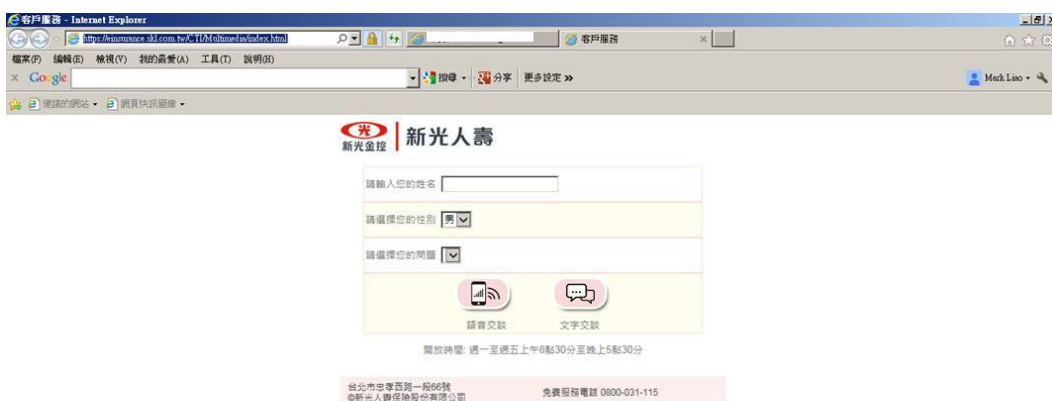 客戶服務 - Internet Explorer
https://einsurance.skl.com.tw/CTI/Multimedia/index.html
客戶服務
檔案(F) 編輯(E) 檢視(V) 我的最愛(A) 工具(T) 說明(H)
Google 搜尋 分享 更多設定 »
Mark Liao
建議的網站 網頁快訊圖庫
光 新光金控 新光人壽
請輸入您的姓名
請選擇您的性別 男
請選擇您的問題
語音交談 文字交談
開放時間: 週一至週五上午8點30分至晚上5點30分
台北市忠孝西路一段66號
©新光人壽保險股份有限公司
免費服務電話 0800-031-115